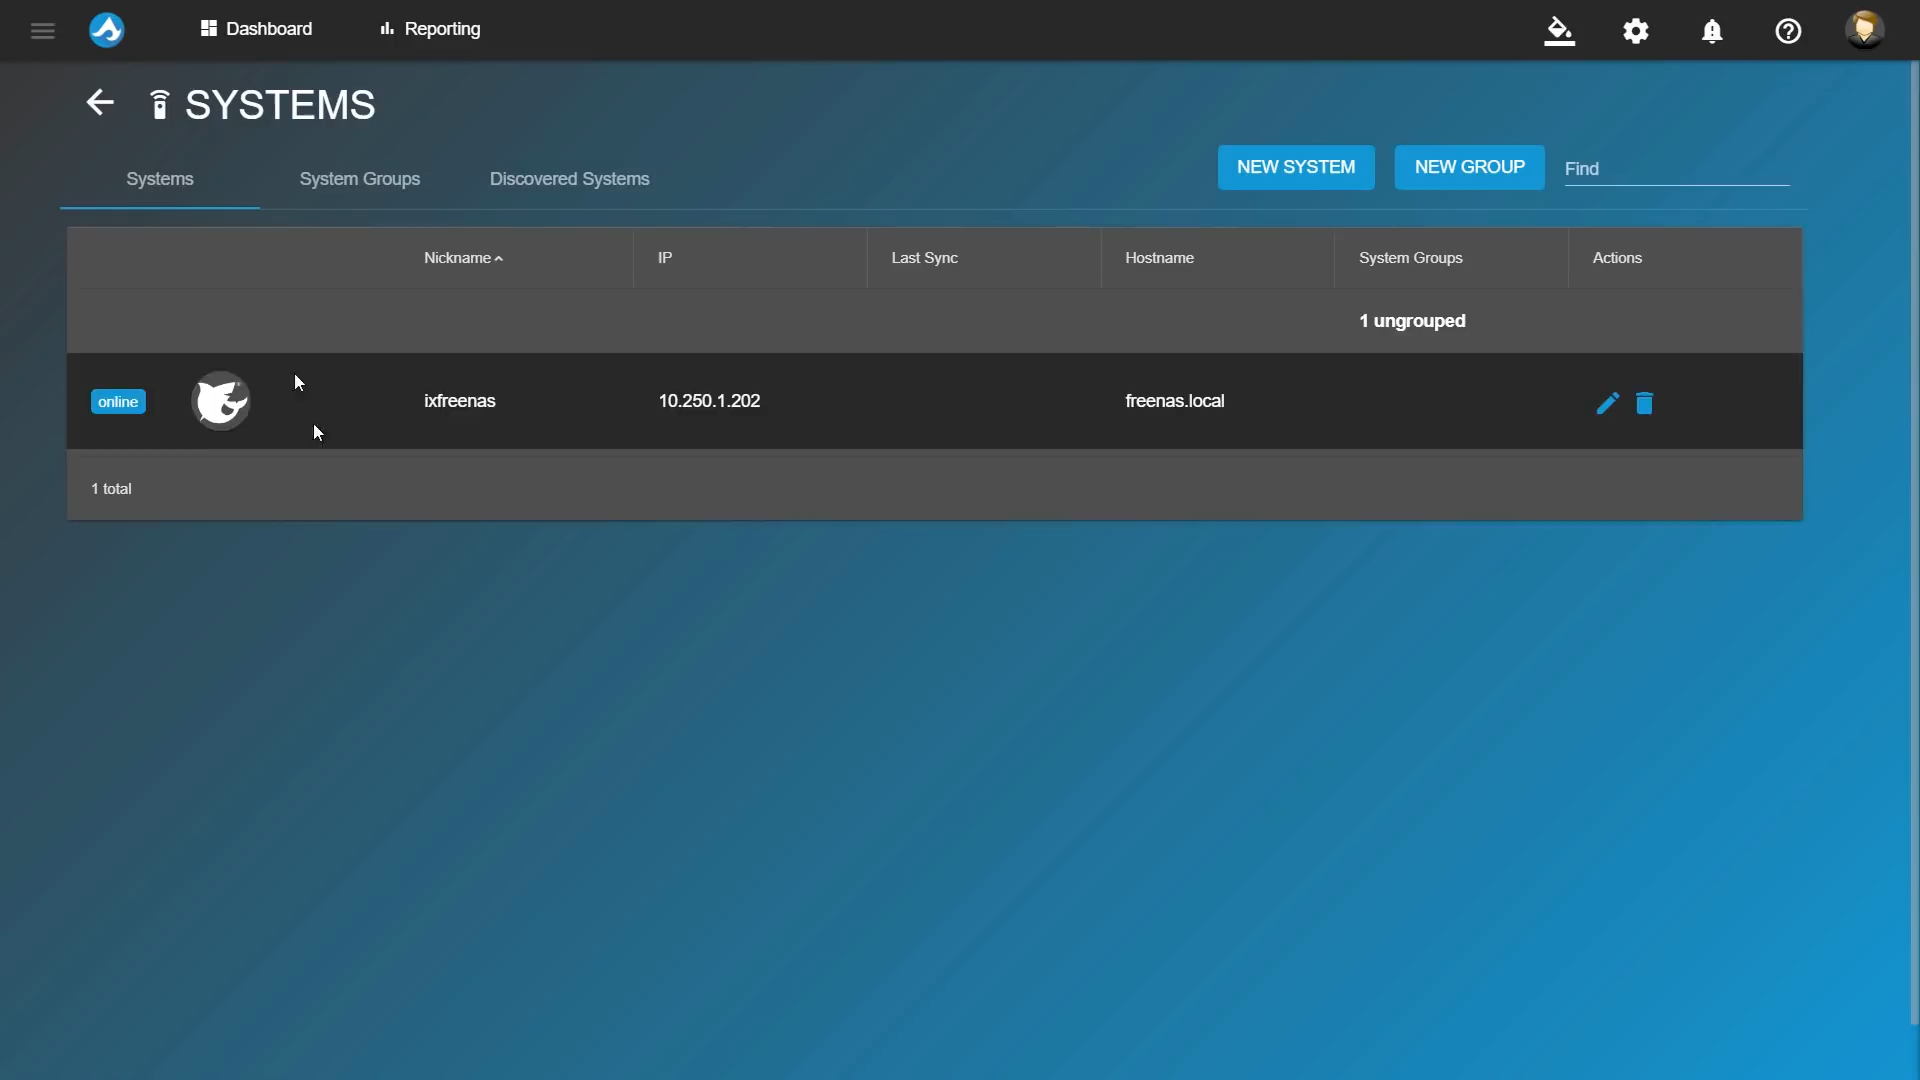 Dashboard
Reporting
SYSTEMS
Systems
System Groups
Discovered Systems
NEW SYSTEM
NEW GROUP
Find
Nickname
IP
Last Sync
Hostname
System Groups
Actions
1 ungrouped
online
ixfreenas
10.250.1.202
freenas.local
1 total